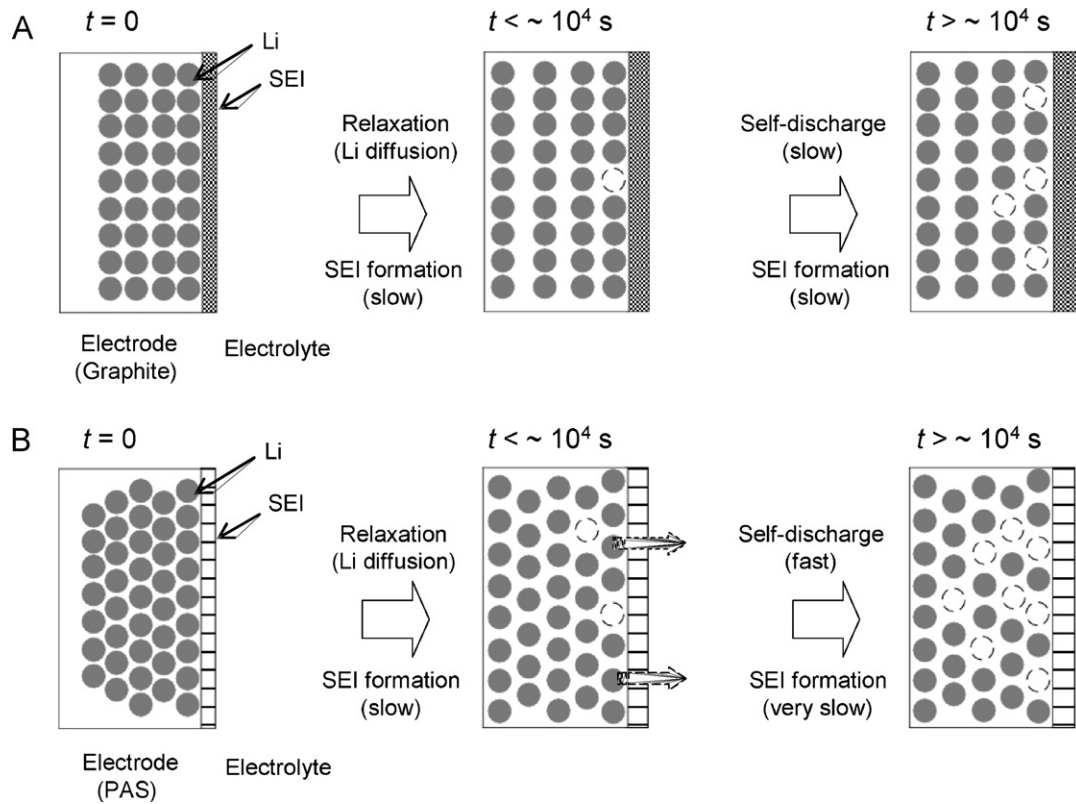 A
t = 0
t < ~ 10⁴ s
t > ~ 10⁴ s
Li
SEI
Relaxation
(Li diffusion)
SEI formation
(slow)
Self-discharge
(slow)
SEI formation
(slow)
Electrode
(Graphite)
Electrolyte
B
t = 0
t < ~ 10⁴ s
t > ~ 10⁴ s
Li
SEI
Relaxation
(Li diffusion)
SEI formation
(slow)
Self-discharge
(fast)
SEI formation
(very slow)
Electrode
(PAS)
Electrolyte